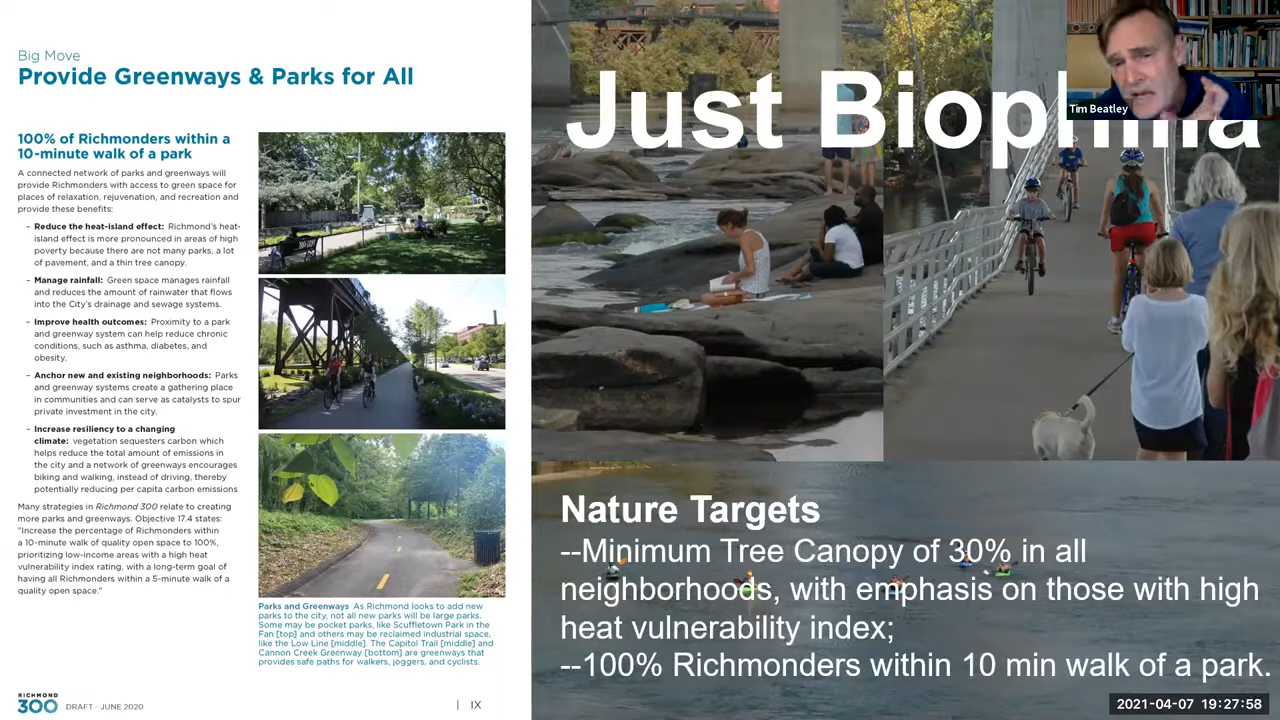 Big Move
Provide Greenways & Parks for All
100% of Richmonders within a
10-minute walk of a park
A connected network of parks and greenways will
provide Richmonders with access to green space for
places of relaxation, rejuvenation, and recreation and
provide these benefits:
– Reduce the heat-island effect: Richmond's heat-
island effect is more pronounced in areas of high
poverty because there are not many parks, a lot
of pavement, and a thin tree canopy.
– Manage rainfall: Green space manages rainfall
and reduces the amount of rainwater that flows
into the City's drainage and sewage systems.
– Improve health outcomes: Proximity to a park
and greenway system can help reduce chronic
conditions, such as asthma, diabetes, and
obesity.
– Anchor new and existing neighborhoods: Parks
and greenway systems create a gathering place
in communities and can serve as catalysts to spur
private investment in the city.
– Increase resiliency to a changing
climate: vegetation sequesters carbon which
helps reduce the total amount of emissions in
the city and a network of greenways encourages
biking and walking, instead of driving, thereby
potentially reducing per capita carbon emissions
Many strategies in Richmond 300 relate to creating
more parks and greenways. Objective 17.4 states:
"Increase the percentage of Richmonders within
a 10-minute walk of quality open space to 100%,
prioritizing low-income areas with a high heat
vulnerability index rating, with a long-term goal of
having all Richmonders within a 5-minute walk of a
quality open space."
Parks and Greenways As Richmond looks to add new
parks to the city, not all new parks will be large parks.
Some may be pocket parks, like Scuffletown Park in the
Fan [top] and others may be reclaimed industrial space,
like the Low Line [middle]. The Capitol Trail [middle] and
Cannon Creek Greenway [bottom] are greenways that
provide safe paths for walkers, joggers, and cyclists.
RICHMOND
300
DRAFT - JUNE 2020
| IX
Just
Tim Beatley
Nature Targets
--Minimum Tree Canopy of 30% in all
neighborhoods, with emphasis on those with high
heat vulnerability index;
--100% Richmonders within 10 min walk of a park.
2021-04-07 19:27:58